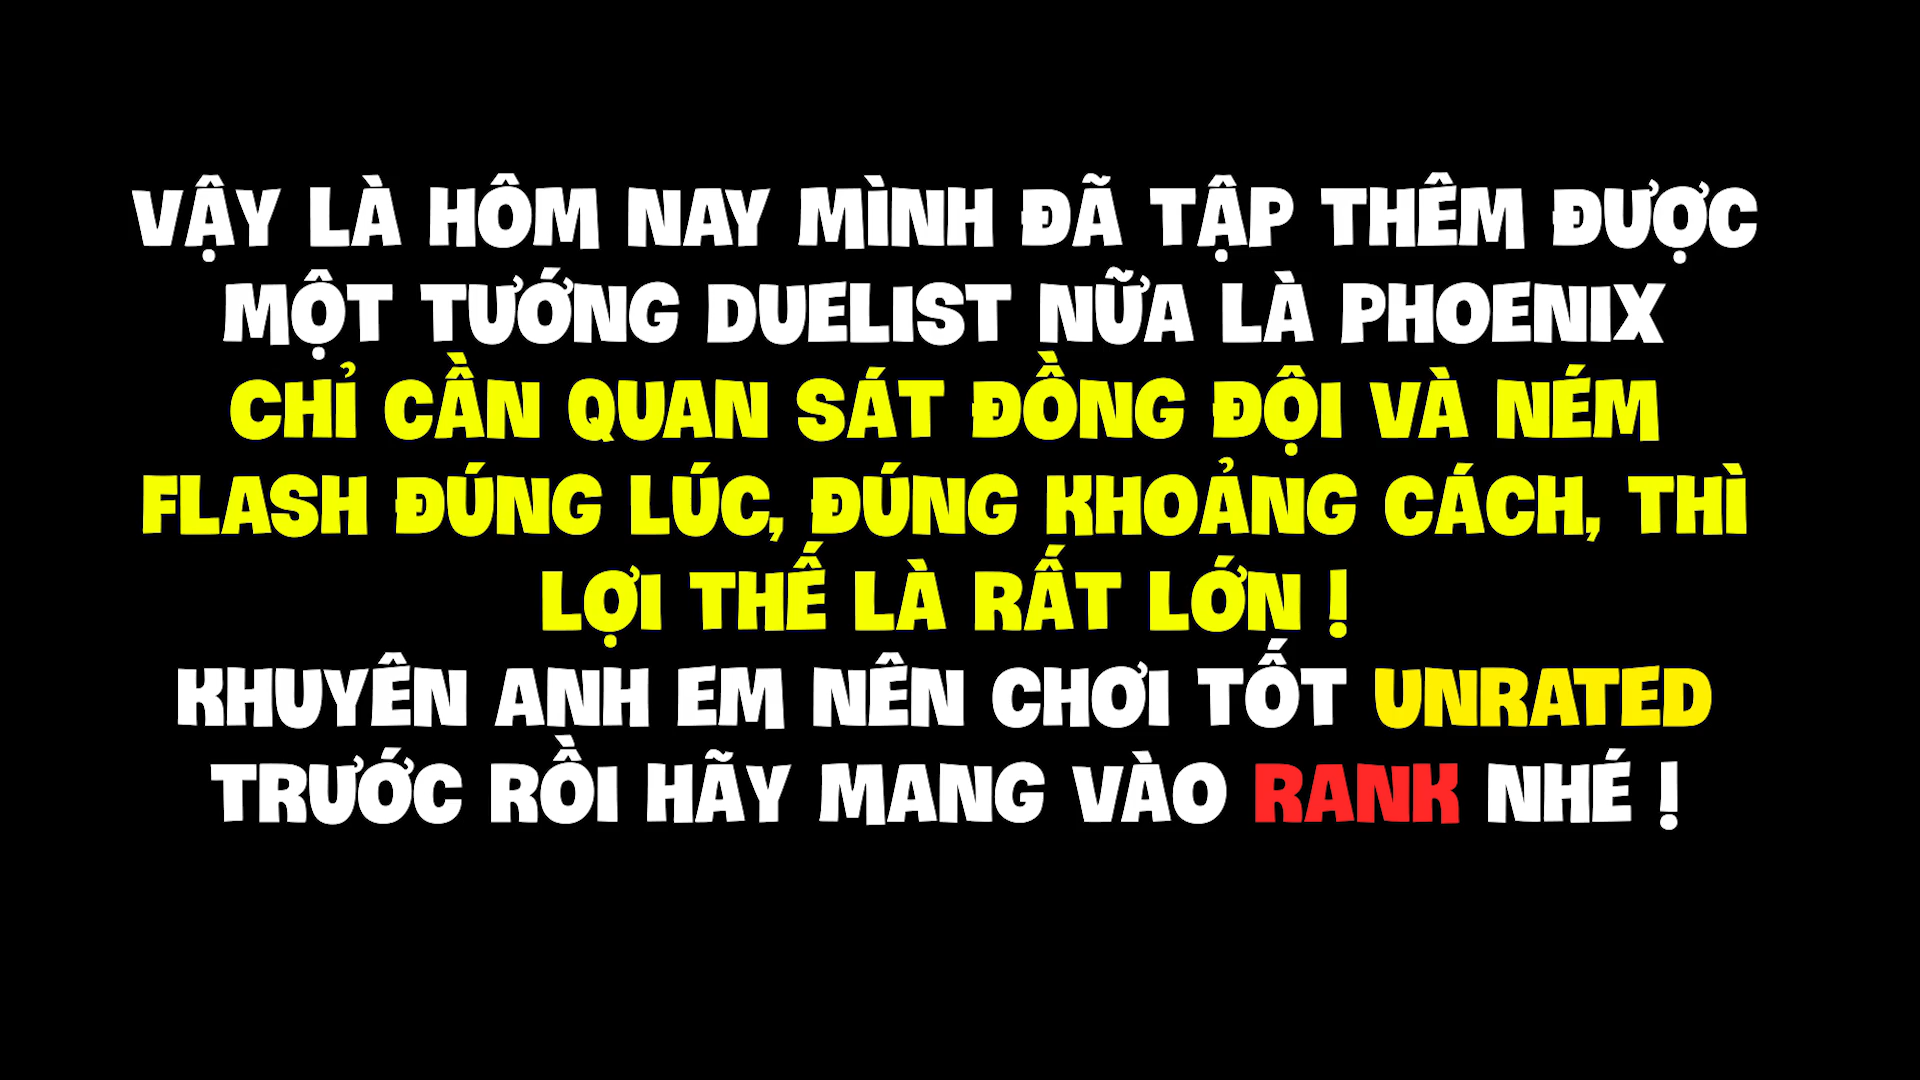 VẬY LÀ HÔM NAY MÌNH ĐÃ TẬP THÊM ĐƯỢC
MỘT TƯỚNG DUELIST NỮA LÀ PHOENIX
CHỈ CẦN QUAN SÁT ĐỒNG ĐỘI VÀ NÉM
FLASH ĐÚNG LÚC, ĐÚNG KHOẢNG CÁCH, THÌ
LỢI THẾ LÀ RẤT LỚN !
KHUYÊN ANH EM NÊN CHƠI TỐT UNRATED
TRƯỚC RỒI HÃY MANG VÀO RANK NHÉ !